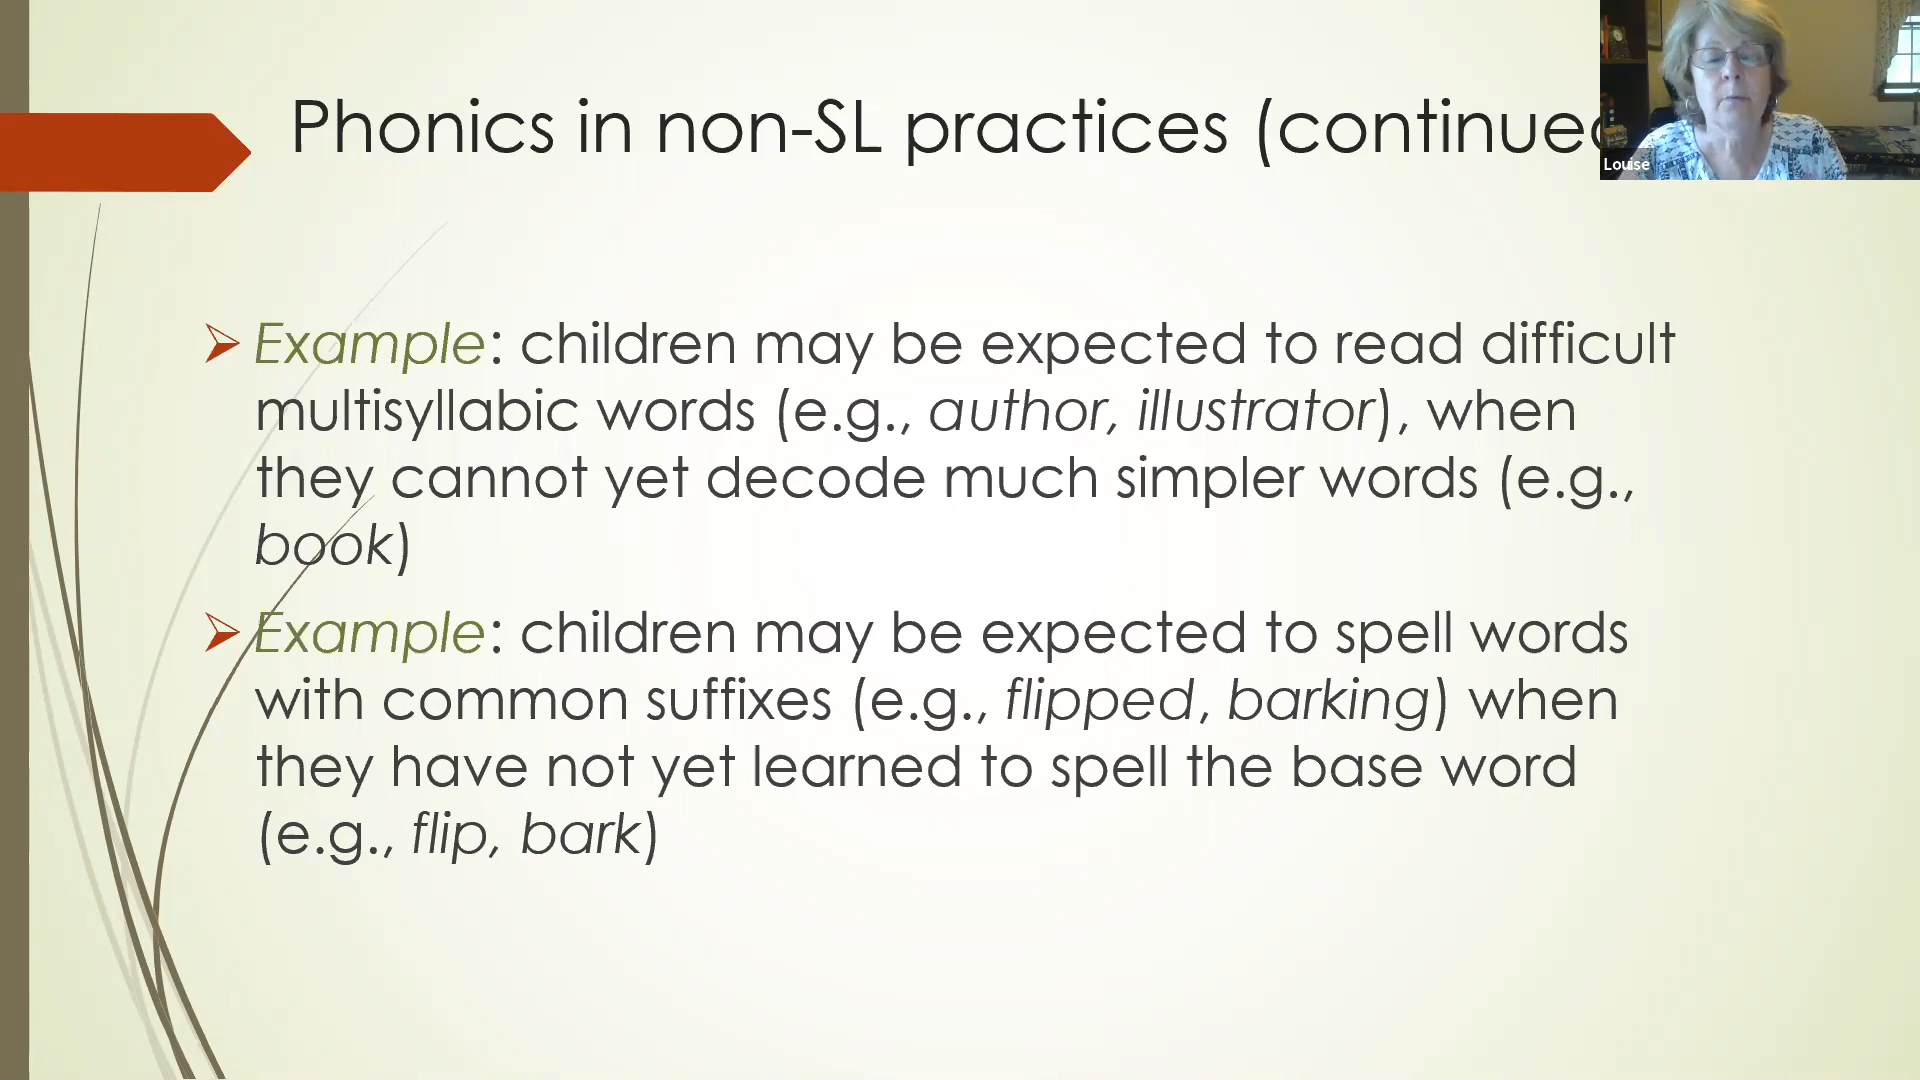 Phonics in non-SL practices (continued
Louise
Example: children may be expected to read difficult
multisyllabic words (e.g., author, illustrator), when
they cannot yet decode much simpler words (e.g.,
book)
Example: children may be expected to spell words
with common suffixes (e.g., flipped, barking) when
they have not yet learned to spell the base word
(e.g., flip, bark)